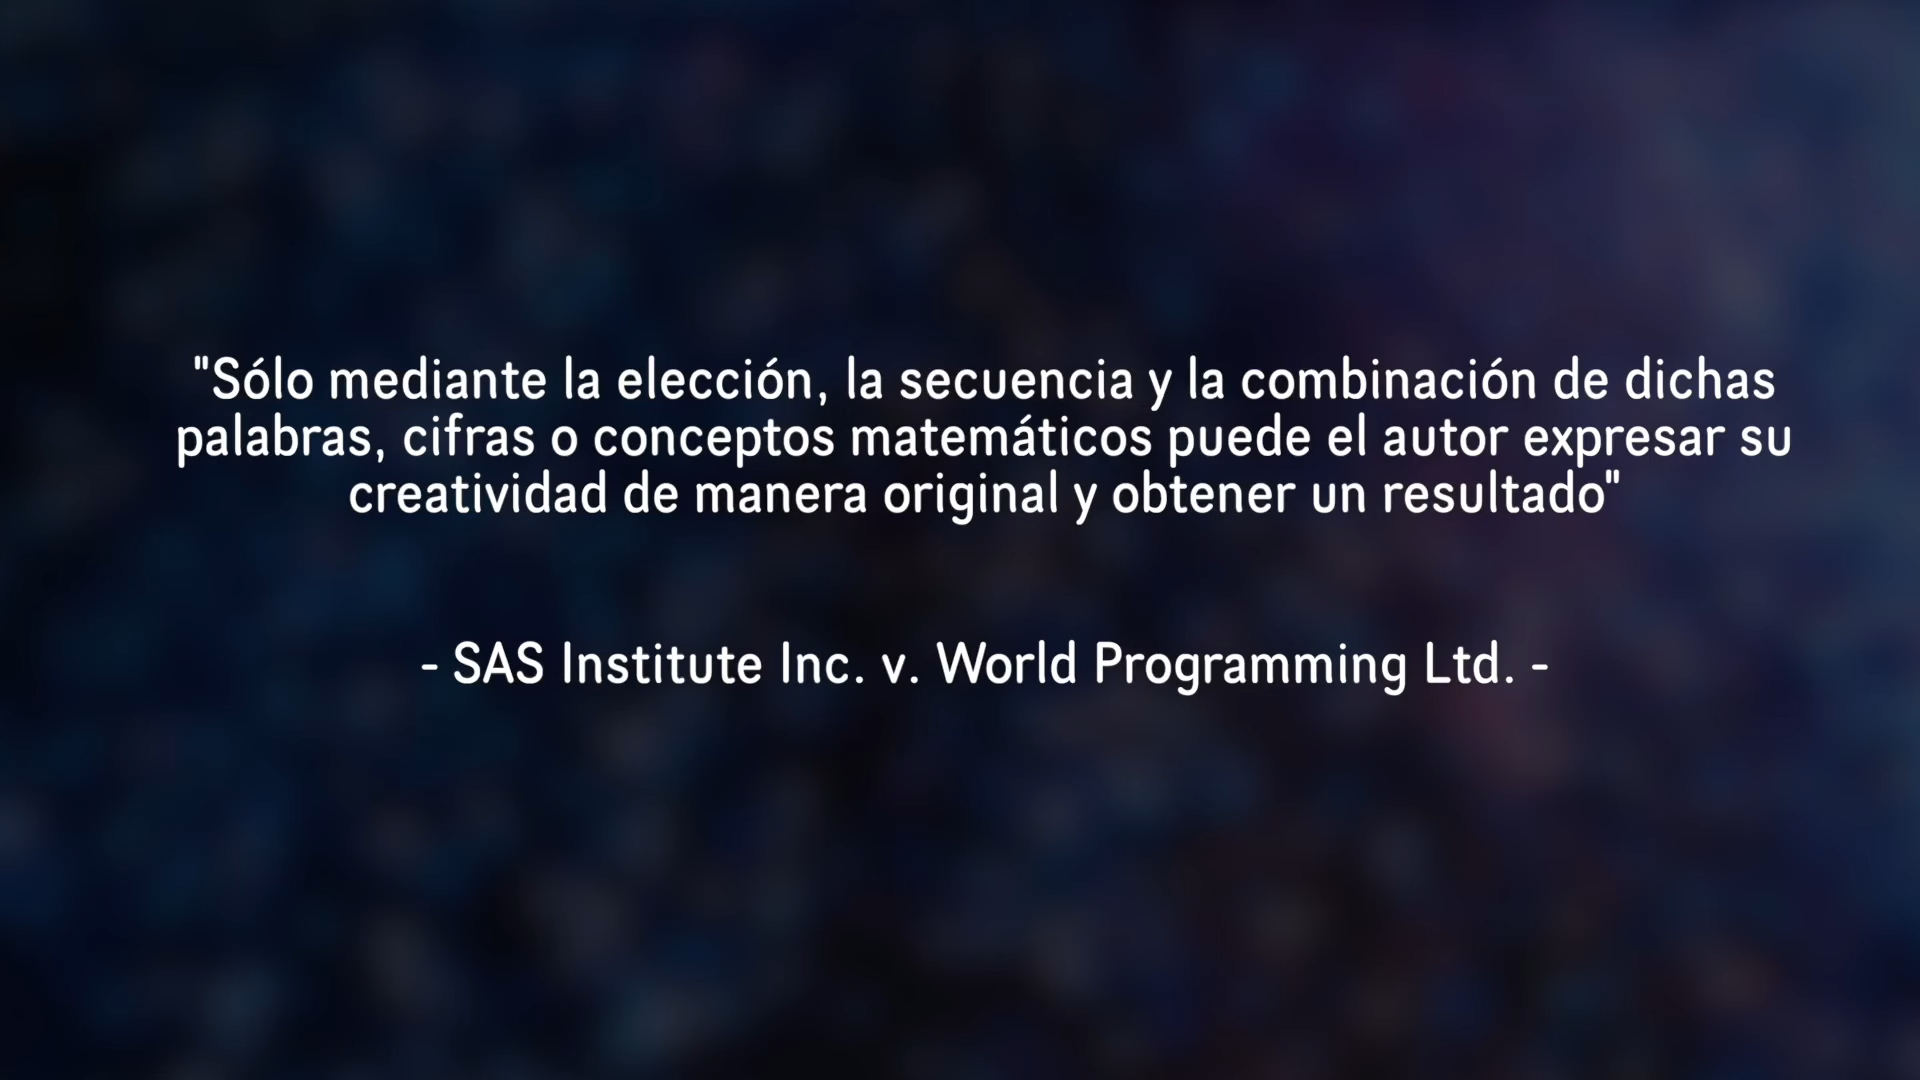 "Sólo mediante la elección, la secuencia y la combinación de dichas
palabras, cifras o conceptos matemáticos puede el autor expresar su
creatividad de manera original y obtener un resultado"
- SAS Institute Inc. v. World Programming Ltd. -